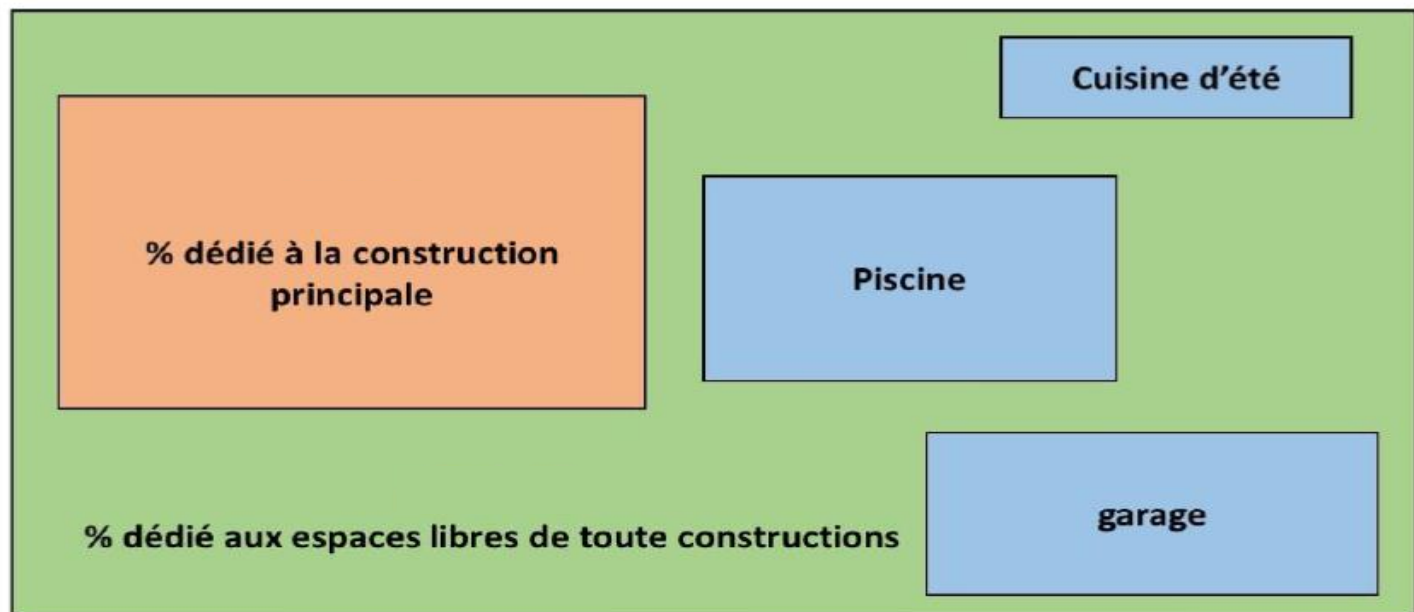 Cuisine d'été
% dédié à la construction
principale
Piscine
garage
% dédié aux espaces libres de toute constructions